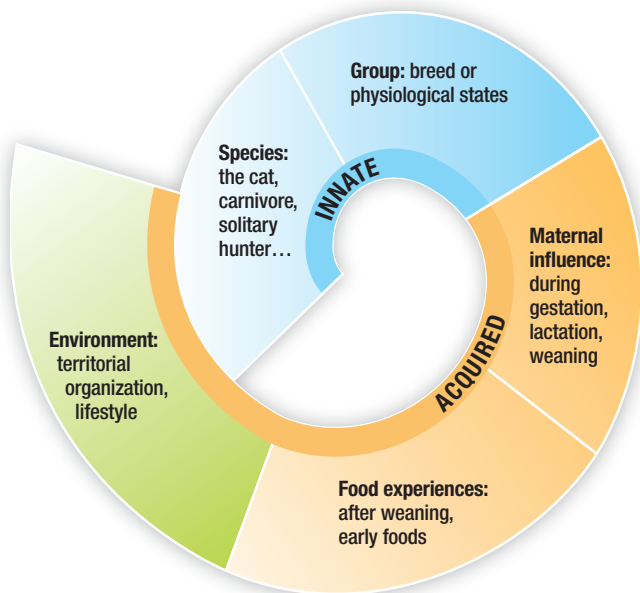 Group: breed or
physiological states
Species:
the cat,
carnivore,
solitary
hunter…
INNATE
Maternal
influence:
during
gestation,
lactation,
weaning
ACQUIRED
Environment:
territorial
organization,
lifestyle
Food experiences:
after weaning,
early foods